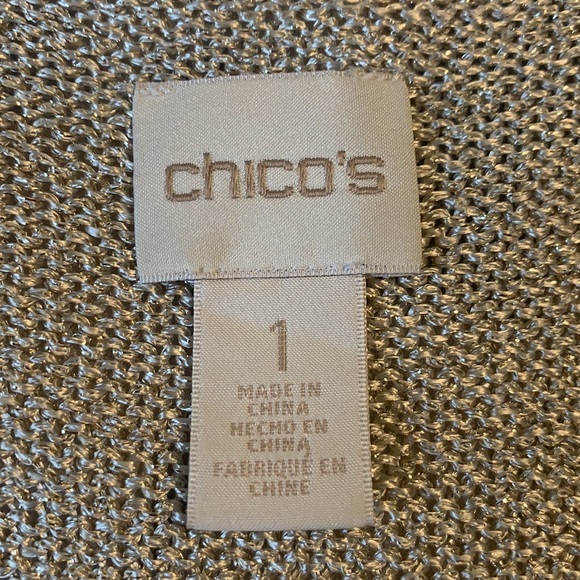 chico's
1
MADE IN
CHINA
HECHO EN
CHINA
FABRIQUÉ EN
CHINE